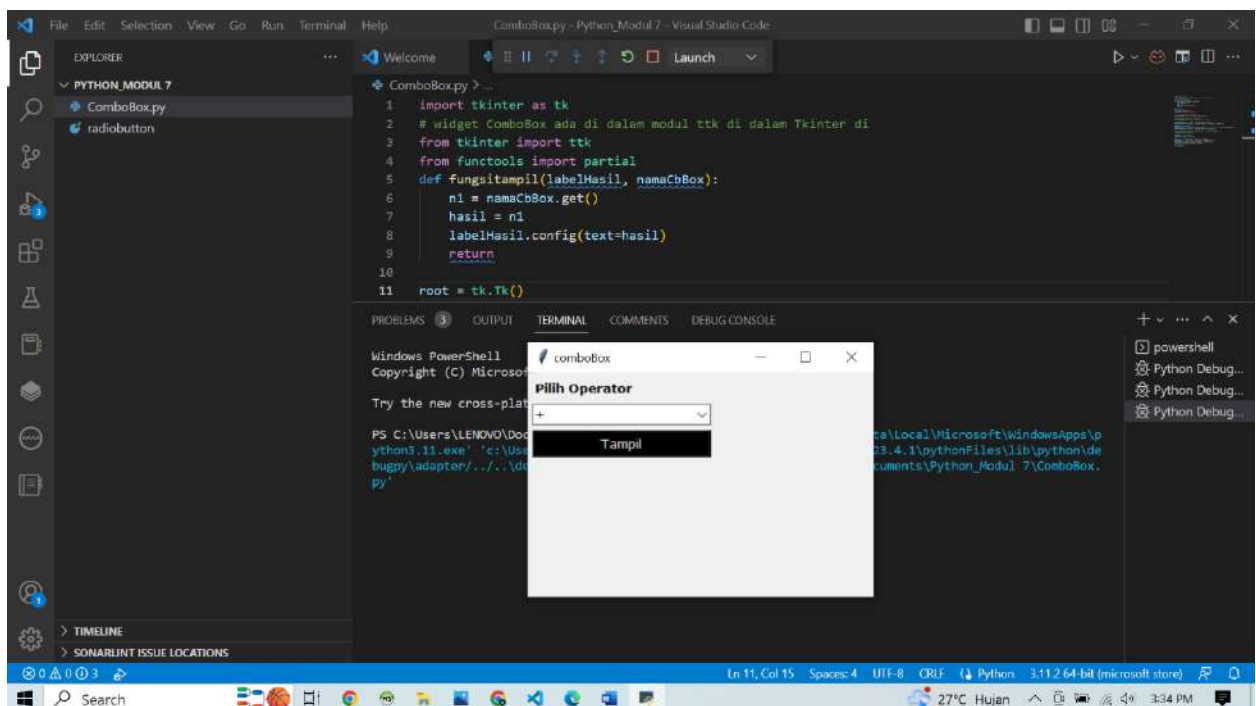 File Edit Selection View Go Run Terminal Help ComboBox.py - Python_Modul 7 - Visual Studio Code
EXPLORER
Welcome
Launch
PYTHON_MODUL 7
ComboBox.py
radiobutton
ComboBox.py > ...
1 import tkinter as tk
2 # widget ComboBox ada di dalam modul ttk di dalam Tkinter di
3 from tkinter import ttk
4 from functools import partial
5 def fungsitampil(labelHasil, namaCbBox):
6 n1 = namaCbBox.get()
7 hasil = n1
8 labelHasil.config(text=hasil)
9 return
10
11 root = tk.Tk()
PROBLEMS 3 OUTPUT TERMINAL COMMENTS DEBUG CONSOLE
Windows PowerShell
Copyright (C) Microsof
Try the new cross-plat
PS C:\Users\LENOVO\Doc ta\Local\Microsoft\WindowsApps\p
ython3.11.exe' 'c:\Use 23.4.1\pythonFiles\lib\python\de
bugpy\adapter/../..\de cuments\Python_Modul 7\ComboBox.
py'
comboBox
Pilih Operator
+
Tampil
powershell
Python Debug...
Python Debug...
Python Debug...
TIMELINE
SONARLINT ISSUE LOCATIONS
0 0 3 Ln 11, Col 15 Spaces: 4 UTF-8 CRLF Python 3.11.2 64-bit (microsoft store)
Search 27°C Hujan 3:34 PM